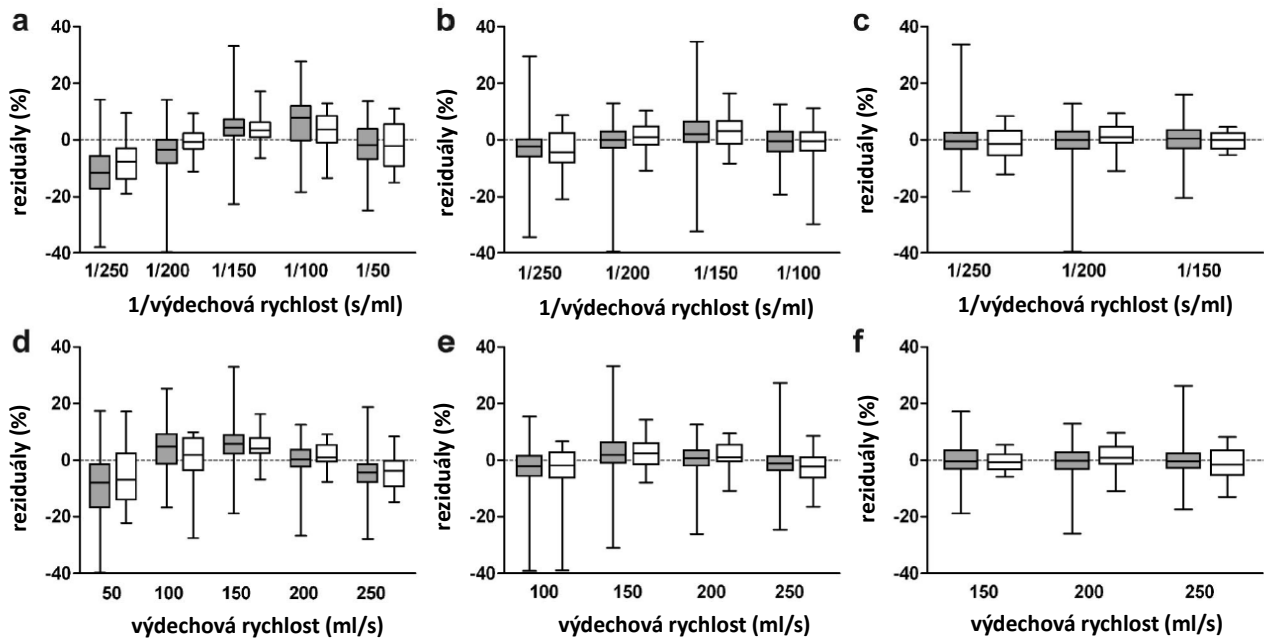 a
b
c
40
20
0
-20
-40
reziduály (%)
1/250 1/200 1/150 1/100 1/50
1/výdechová rychlost (s/ml)
40
20
0
-20
-40
reziduály (%)
1/250 1/200 1/150 1/100
1/výdechová rychlost (s/ml)
40
20
0
-20
-40
reziduály (%)
1/250 1/200 1/150
1/výdechová rychlost (s/ml)
d
e
f
40
20
0
-20
-40
reziduály (%)
50 100 150 200 250
výdechová rychlost (ml/s)
40
20
0
-20
-40
reziduály (%)
100 150 200 250
výdechová rychlost (ml/s)
40
20
0
-20
-40
reziduály (%)
150 200 250
výdechová rychlost (ml/s)